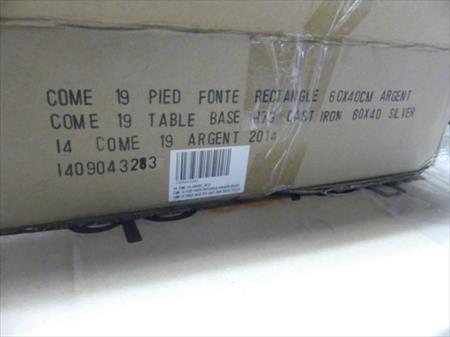 COME 19 PIED FONTE RECTANGLE 60X40CM ARGENT
COME 19 TABLE BASE H73 CAST IRON 60X40 SILVER
14 COME 19 ARGENT 2014
1409043283